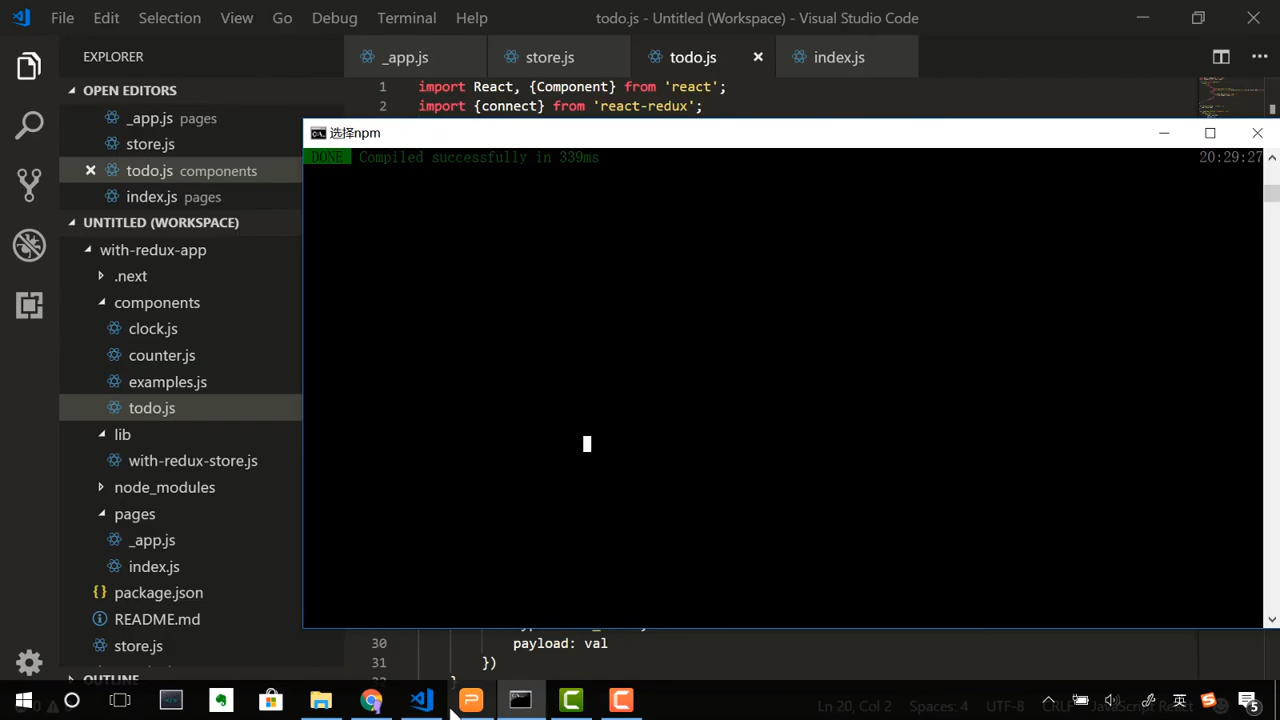 File Edit Selection View Go Debug Terminal Help todo.js - Untitled (Workspace) - Visual Studio Code
EXPLORER
_app.js store.js todo.js index.js
OPEN EDITORS
_app.js pages
store.js
todo.js components
index.js pages
UNTITLED (WORKSPACE)
with-redux-app
.next
components
clock.js
counter.js
examples.js
todo.js
lib
with-redux-store.js
node_modules
pages
_app.js
index.js
package.json
README.md
store.js
OUTLINE
1 import React, {Component} from 'react';
2 import {connect} from 'react-redux';
选择npm
DONE Compiled successfully in 339ms 20:29:27
30 payload: val
31 })
Ln 20, Col 2 Spaces: 4 UTF-8 CRLF JavaScript React
英
5